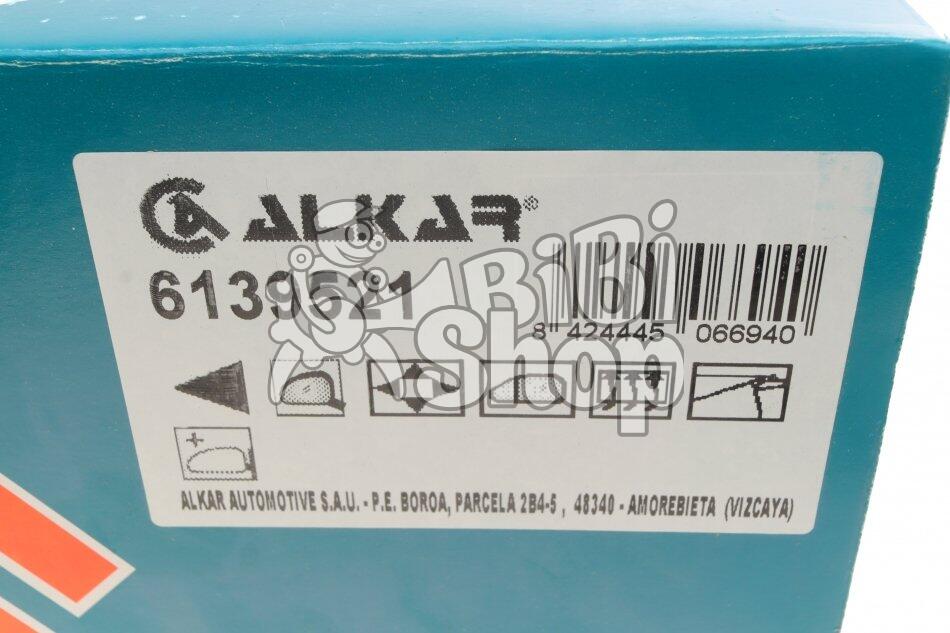 ALKAR®
6139521
8 424445 066940
ALKAR AUTOMOTIVE S.A.U. - P.E. BOROA, PARCELA 2B4-5 , 48340 - AMOREBIETA (VIZCAYA)
BiBi
Shop